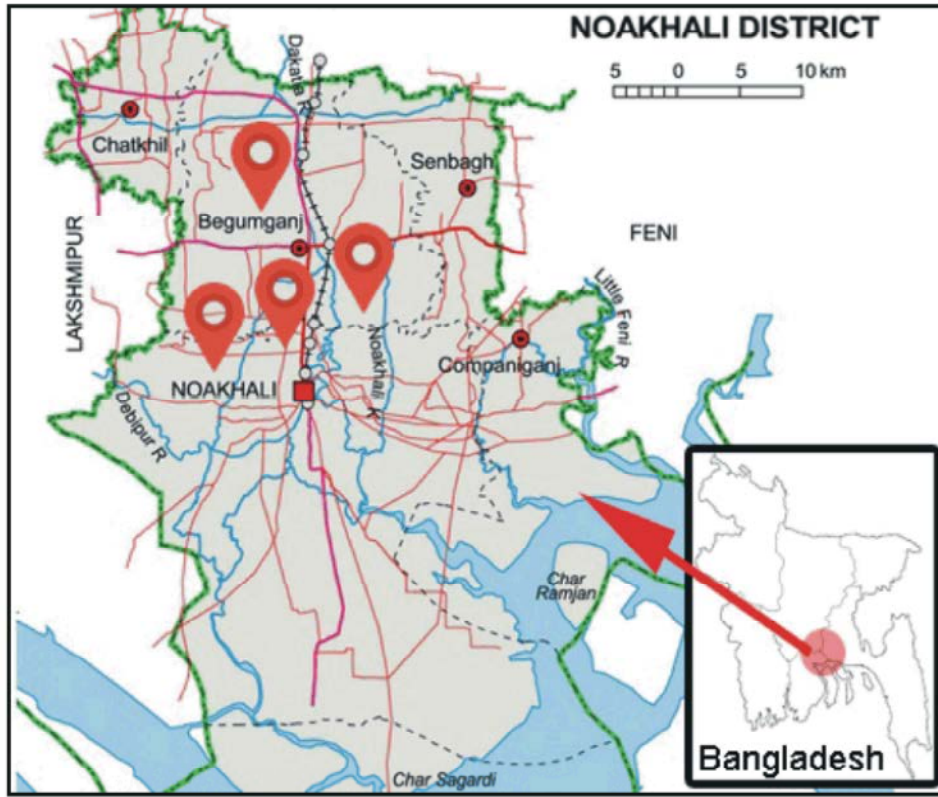 NOAKHALI DISTRICT
5 0 5 10 km
Dakatia R
Chatkhil
Senbagh
Begumganj
FENI
LAKSHMIPUR
Little Feni R
Noakhali K
Companiganj
NOAKHALI
Debipur R
Char
Ramjan
Char Sagardi
Bangladesh